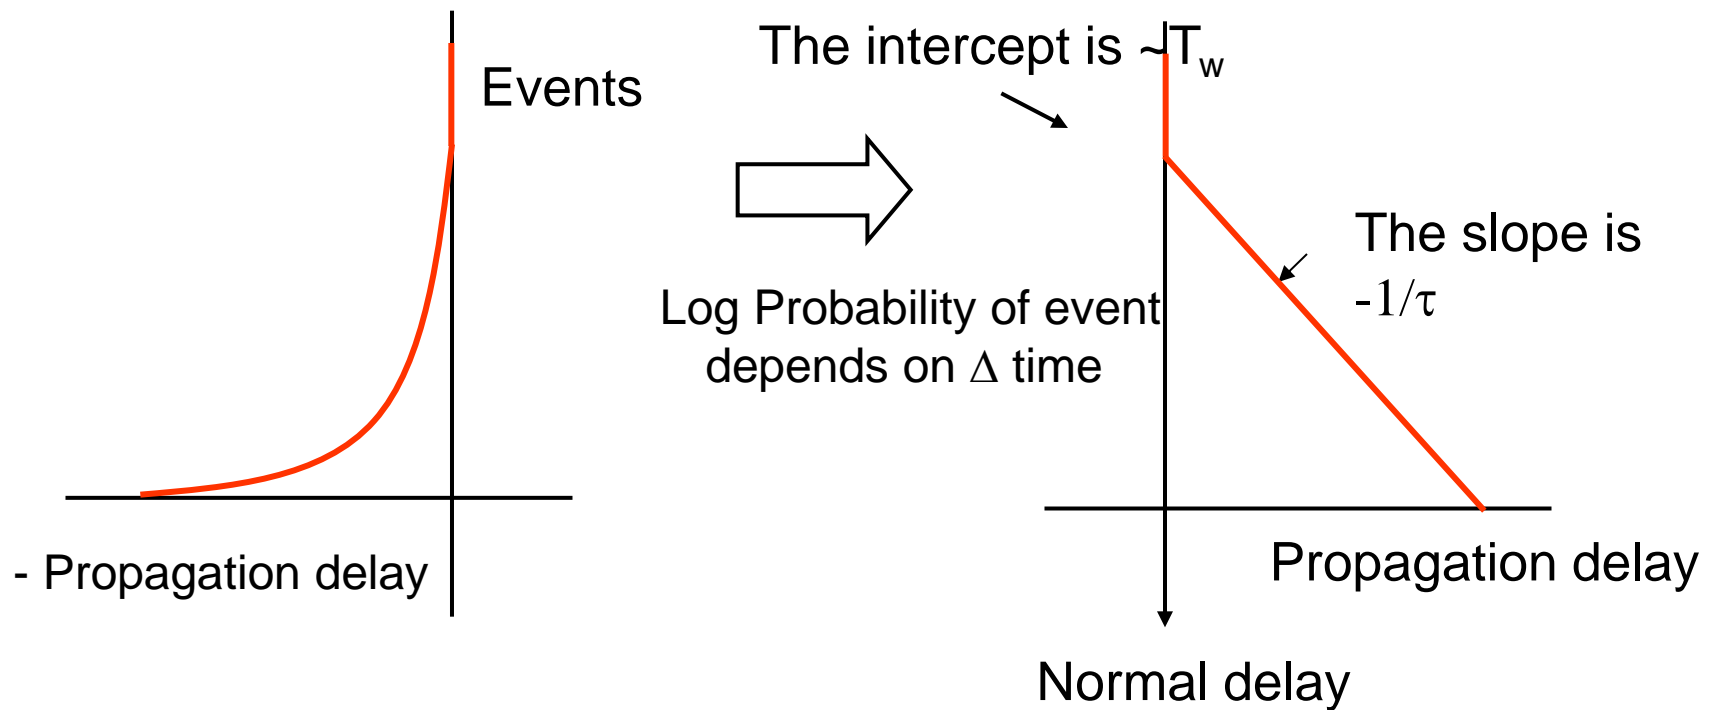 Events
- Propagation delay
The intercept is ~Tw
Log Probability of event
depends on Δ time
The slope is
-1/τ
Propagation delay
Normal delay